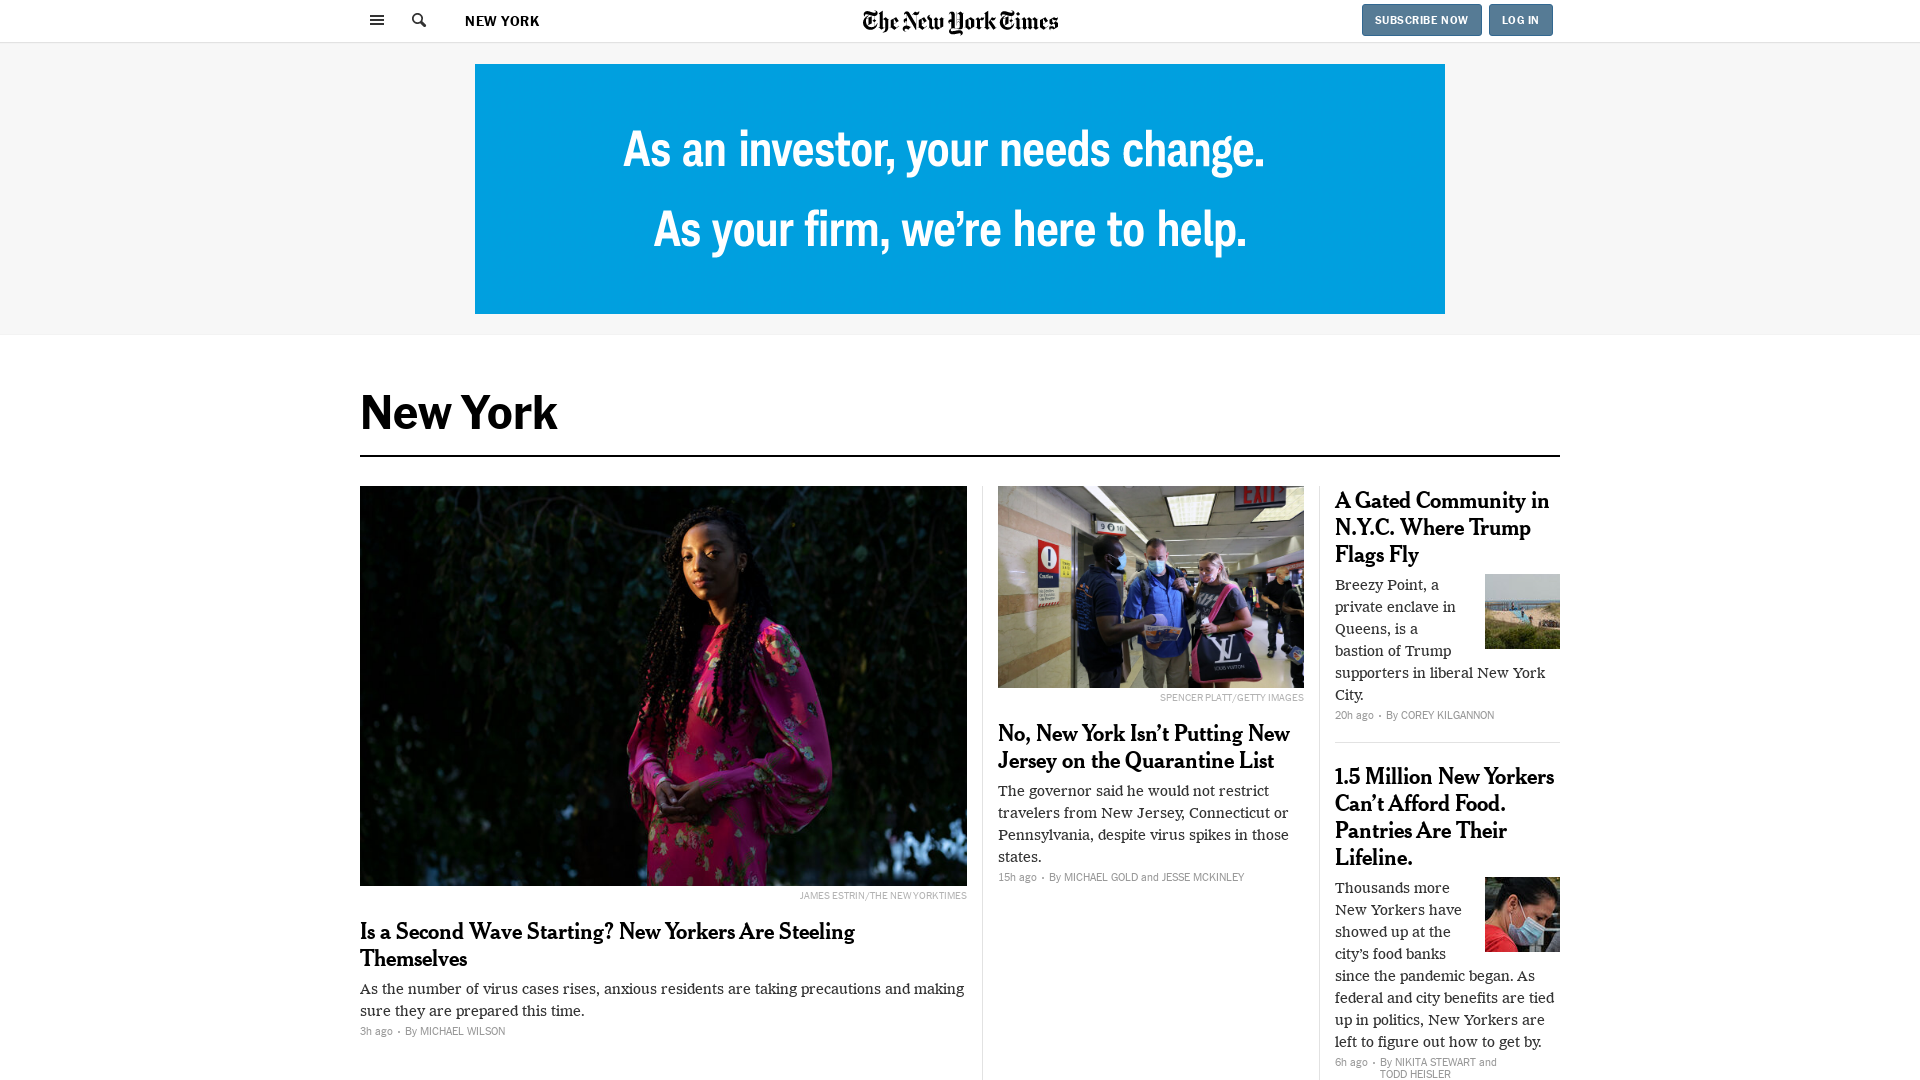 NEW YORK
The New York Times
SUBSCRIBE NOW
LOG IN
As an investor, your needs change.
As your firm, we're here to help.
New York
JAMES ESTRIN/THE NEW YORK TIMES
Is a Second Wave Starting? New Yorkers Are Steeling
Themselves
As the number of virus cases rises, anxious residents are taking precautions and making
sure they are prepared this time.
3h ago • By MICHAEL WILSON
EXIT
9 10
Caution
LOUIS VUITTON
SPENCER PLATT/GETTY IMAGES
No, New York Isn’t Putting New
Jersey on the Quarantine List
The governor said he would not restrict
travelers from New Jersey, Connecticut or
Pennsylvania, despite virus spikes in those
states.
15h ago • By MICHAEL GOLD and JESSE MCKINLEY
A Gated Community in
N.Y.C. Where Trump
Flags Fly
Breezy Point, a
private enclave in
Queens, is a
bastion of Trump
supporters in liberal New York
City.
20h ago • By COREY KILGANNON
1.5 Million New Yorkers
Can’t Afford Food.
Pantries Are Their
Lifeline.
Thousands more
New Yorkers have
showed up at the
city’s food banks
since the pandemic began. As
federal and city benefits are tied
up in politics, New Yorkers are
left to figure out how to get by.
6h ago • By NIKITA STEWART and
TODD HEISLER